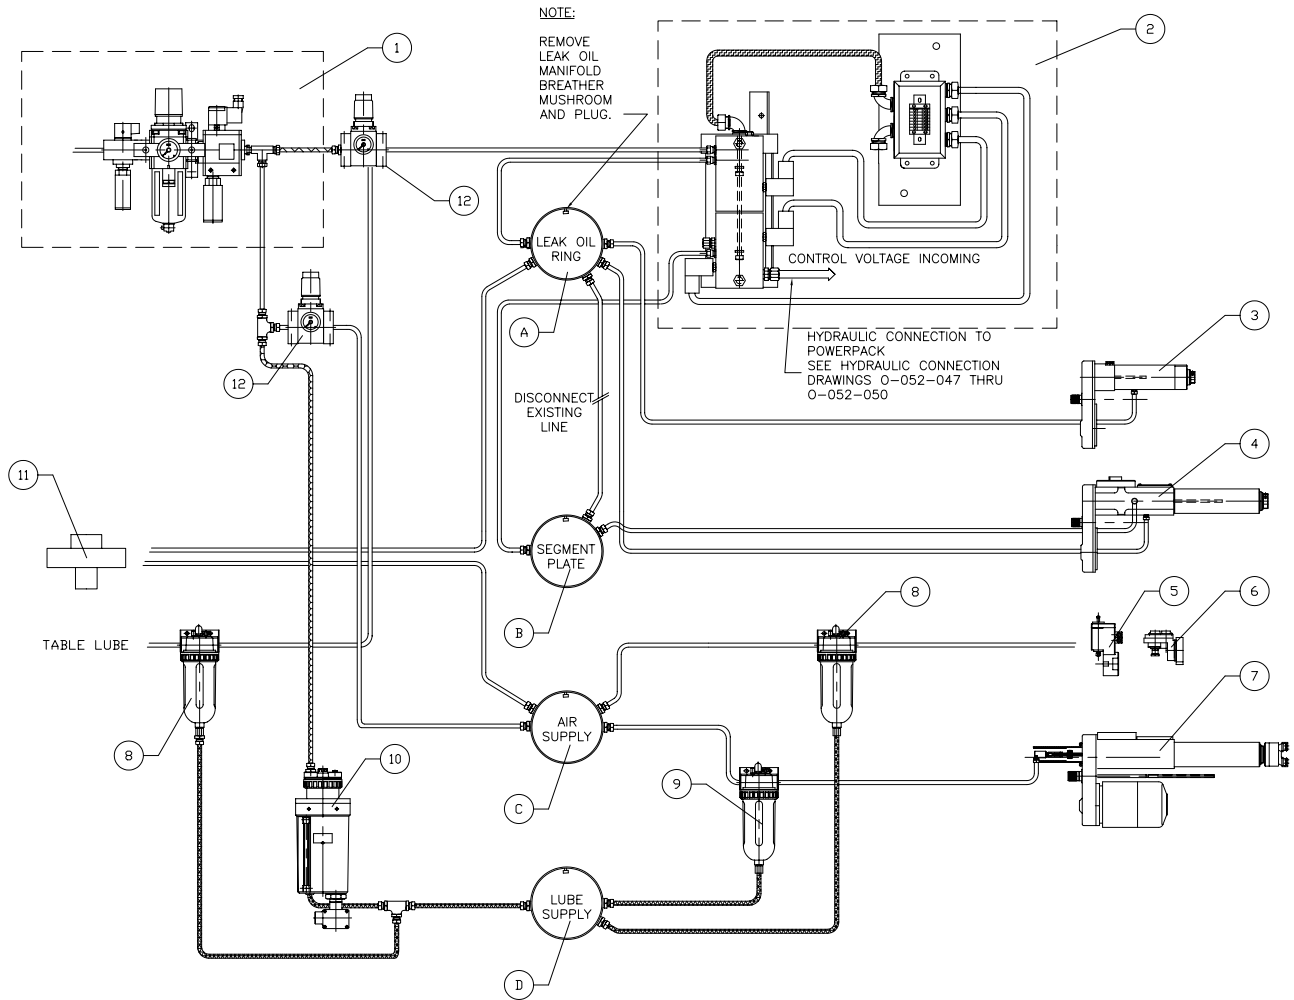 NOTE:
REMOVE
LEAK OIL
MANIFOLD
BREATHER
MUSHROOM
AND PLUG.
1
2
12
LEAK OIL
RING
A
CONTROL VOLTAGE INCOMING
HYDRAULIC CONNECTION TO
POWERPACK
SEE HYDRAULIC CONNECTION
DRAWINGS O-052-047 THRU
O-052-050
3
12
DISCONNECT
EXISTING
LINE
4
11
SEGMENT
PLATE
B
8
5
6
TABLE LUBE
7
8
AIR
SUPPLY
C
10
9
LUBE
SUPPLY
D